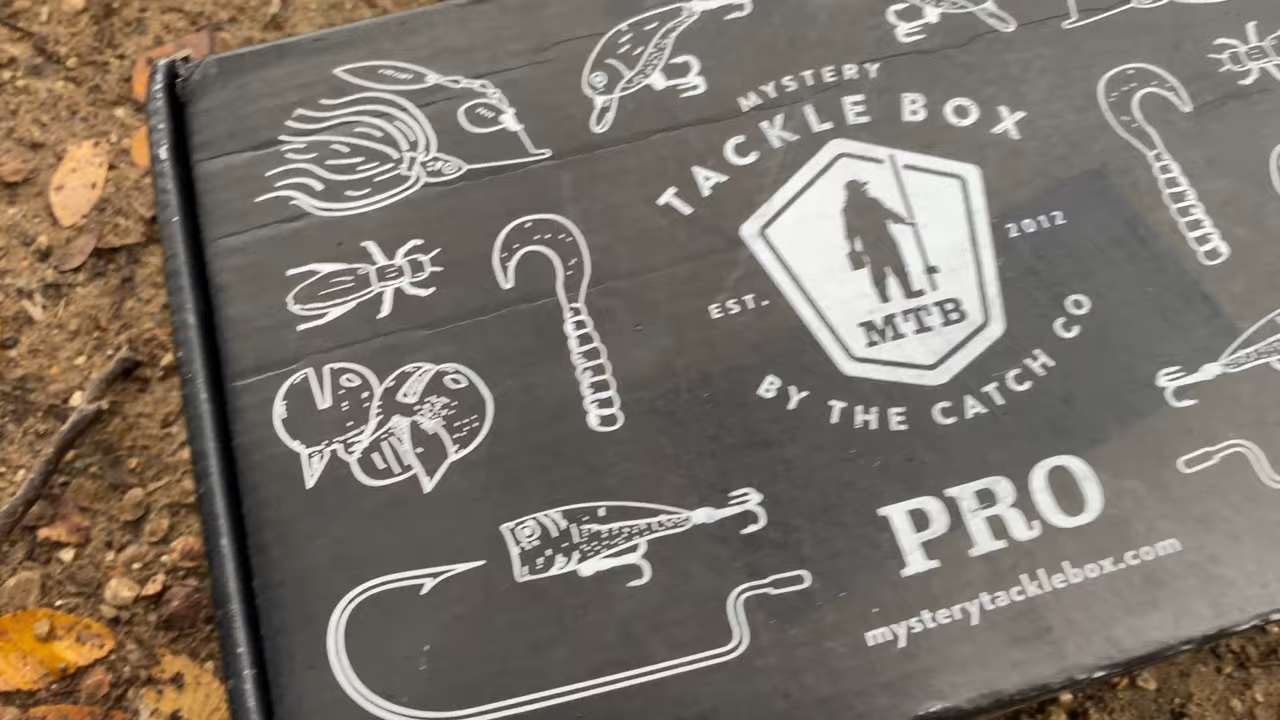 MYSTERY
TACKLE BOX
EST. 2012
MTB
BY THE CATCH CO
PRO
mysterytacklebox.com